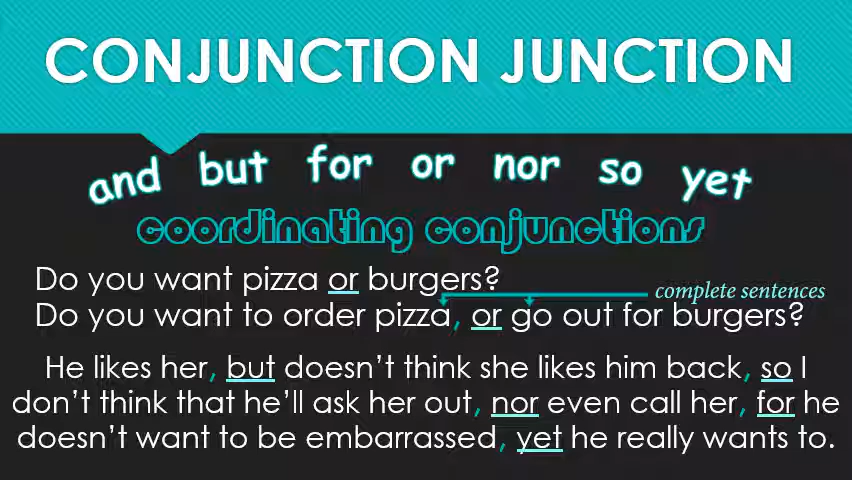 CONJUNCTION JUNCTION
and but for or nor so yet
coordinating conjunctions
Do you want pizza or burgers?
complete sentences
Do you want to order pizza, or go out for burgers?
He likes her, but doesn’t think she likes him back, so I
don’t think that he’ll ask her out, nor even call her, for he
doesn’t want to be embarrassed, yet he really wants to.